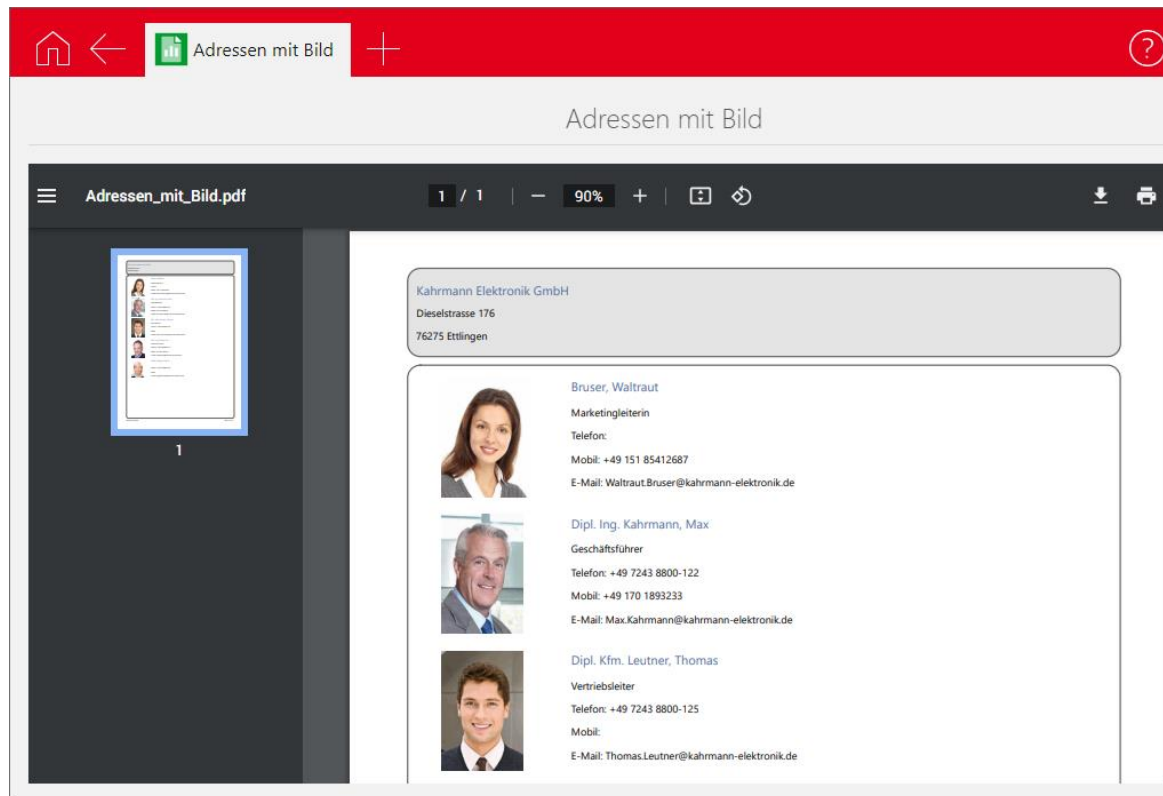 Adressen mit Bild
?
Adressen mit Bild
Adressen_mit_Bild.pdf
1 / 1
90%
1
Kahrmann Elektronik GmbH
Dieselstrasse 176
76275 Ettlingen
Bruser, Waltraut
Marketingleiterin
Telefon:
Mobil: +49 151 85412687
E-Mail: Waltraut.Bruser@kahrmann-elektronik.de
Dipl. Ing. Kahrmann, Max
Geschäftsführer
Telefon: +49 7243 8800-122
Mobil: +49 170 1893233
E-Mail: Max.Kahrmann@kahrmann-elektronik.de
Dipl. Kfm. Leutner, Thomas
Vertriebsleiter
Telefon: +49 7243 8800-125
Mobil:
E-Mail: Thomas.Leutner@kahrmann-elektronik.de